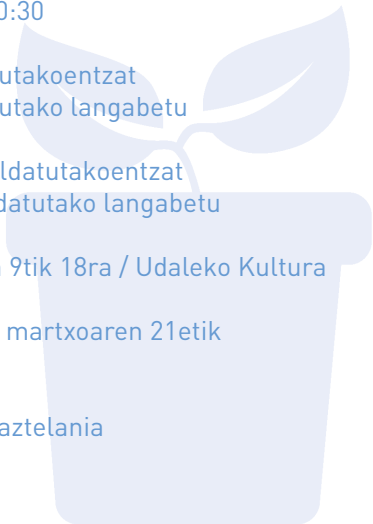 0:30
utakoentzat
utako langabetu
ldatutakoentzat
datutako langabetu
9tik 18ra / Udaleko Kultura
martxoaren 21etik
aztelania